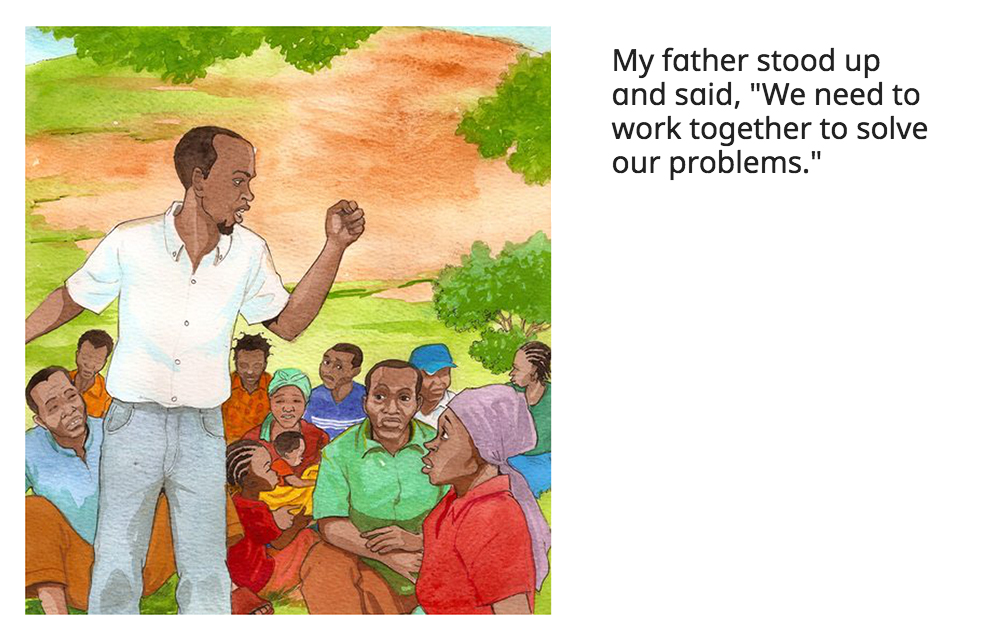 My father stood up
and said, "We need to
work together to solve
our problems."